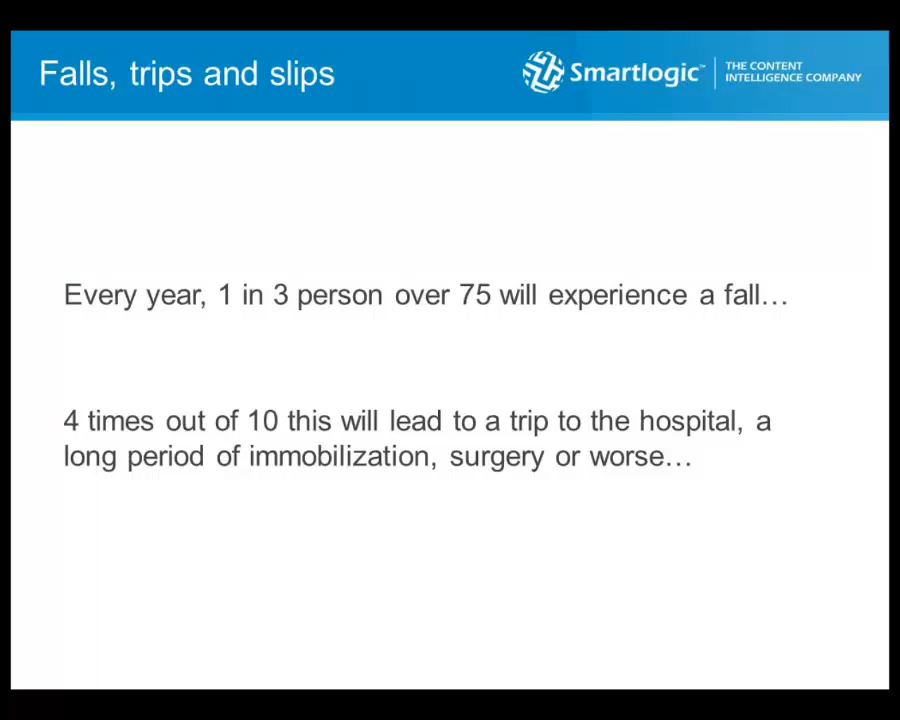 Falls, trips and slips
Smartlogic™
THE CONTENT
INTELLIGENCE COMPANY
Every year, 1 in 3 person over 75 will experience a fall…
4 times out of 10 this will lead to a trip to the hospital, a
long period of immobilization, surgery or worse…